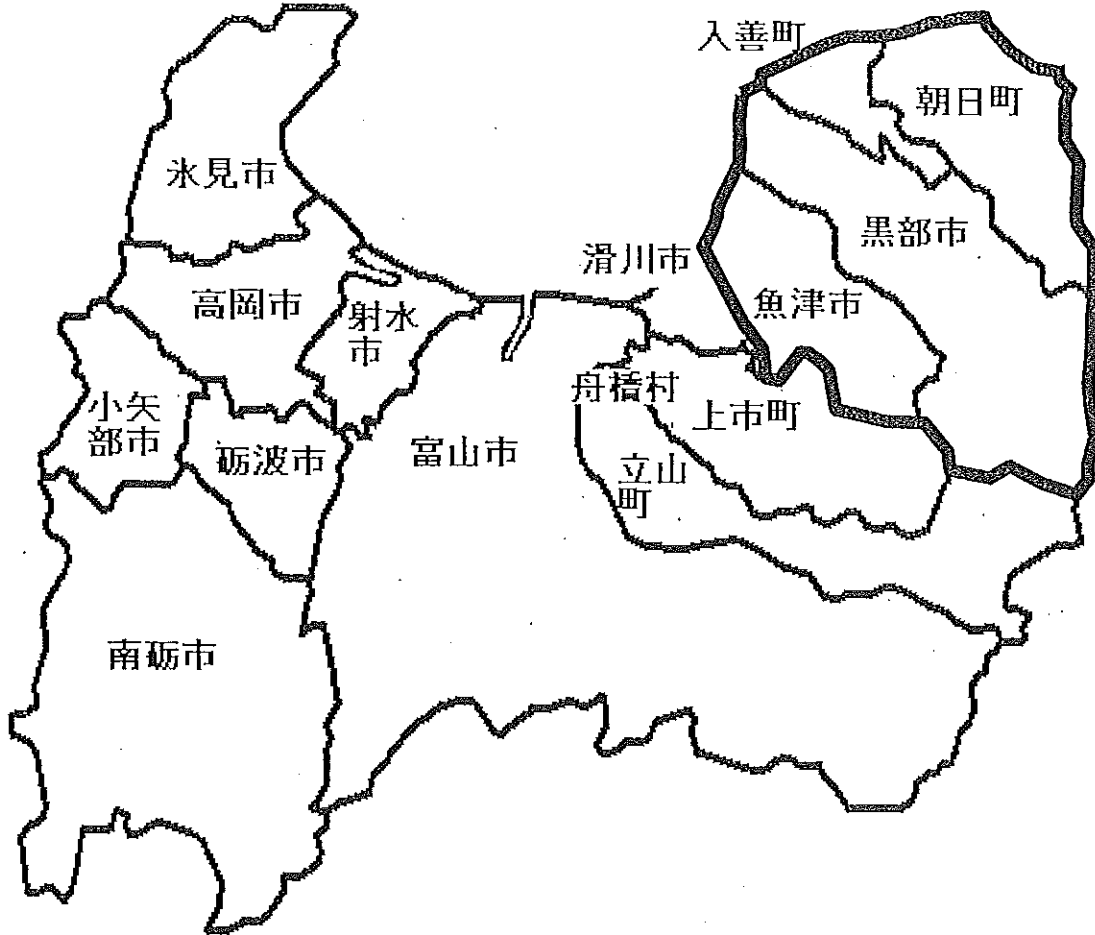 入善町
朝日町
氷見市
黒部市
滑川市
高岡市
射水
市
魚津市
舟橋村
上市町
小矢
部市
砺波市
富山市
立山
町
南砺市